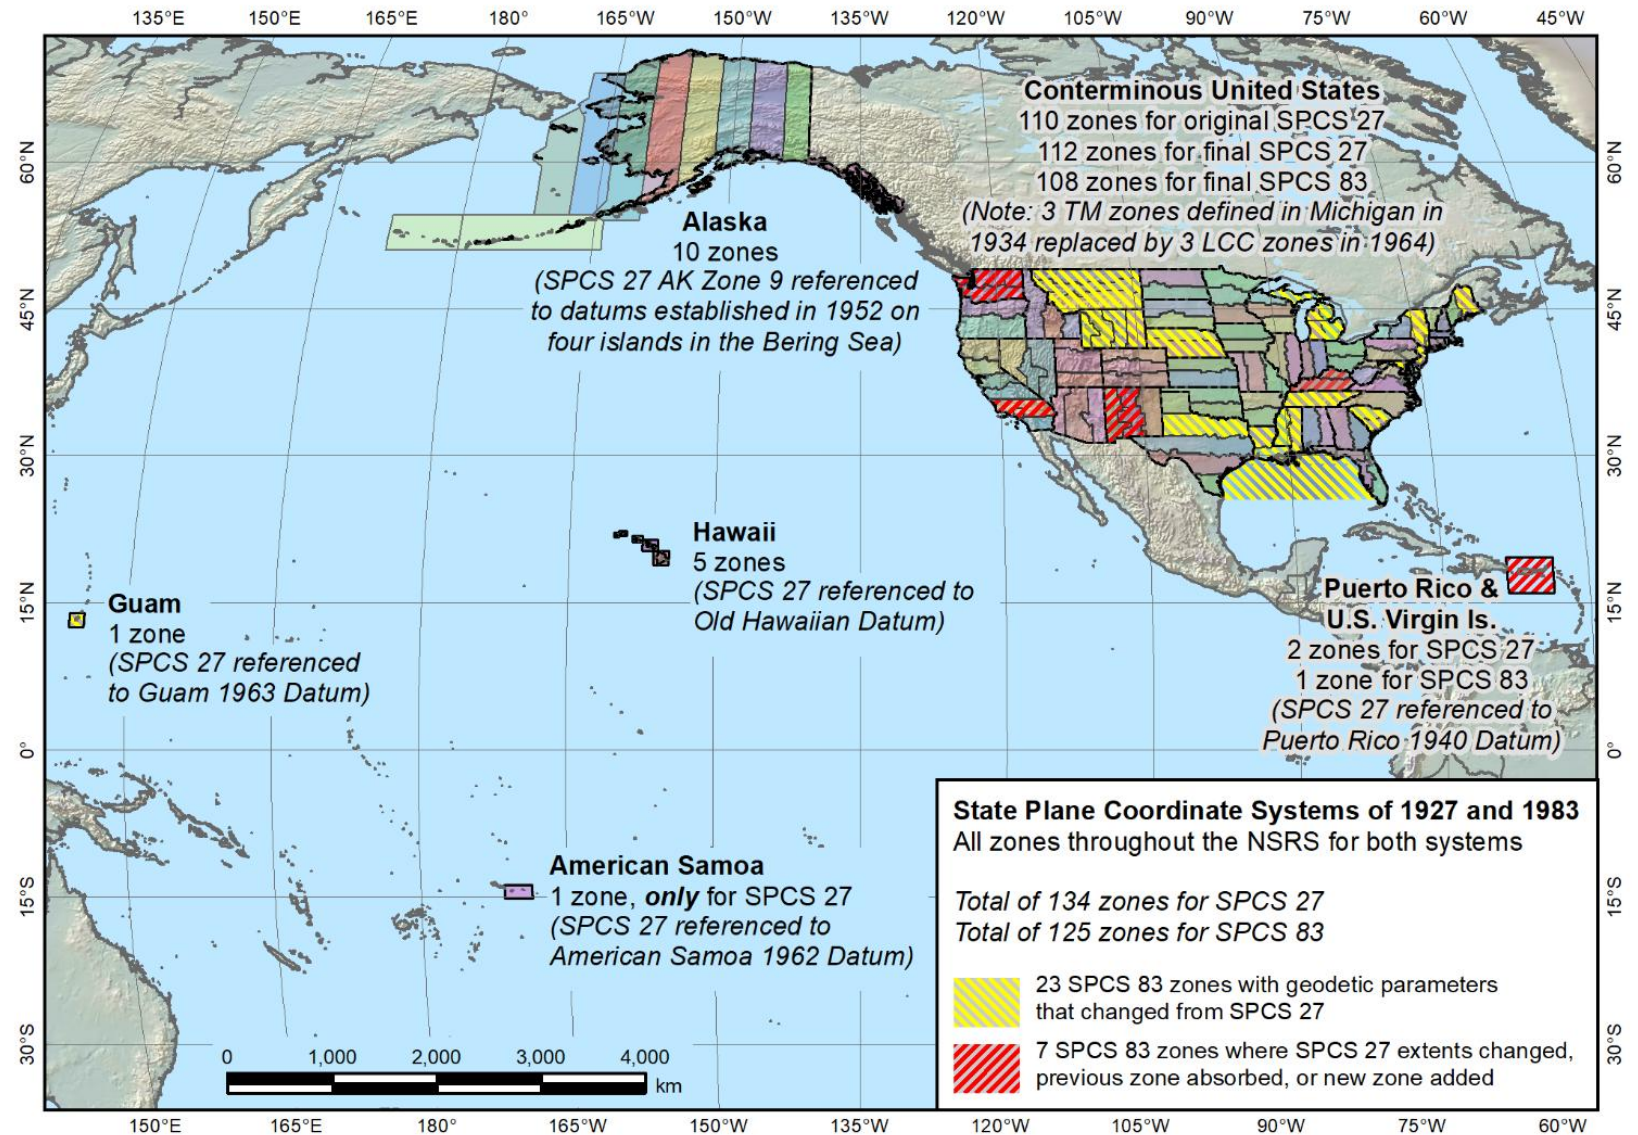 135°E 150°E 165°E 180° 165°W 150°W 135°W 120°W 105°W 90°W 75°W 60°W 45°W
60°N
45°N
30°N
15°N
0°
15°S
30°S
Conterminous United States
110 zones for original SPCS 27
112 zones for final SPCS 27
108 zones for final SPCS 83
(Note: 3 TM zones defined in Michigan in
1934 replaced by 3 LCC zones in 1964)
Alaska
10 zones
(SPCS 27 AK Zone 9 referenced
to datums established in 1952 on
four islands in the Bering Sea)
Hawaii
5 zones
(SPCS 27 referenced to
Old Hawaiian Datum)
Guam
1 zone
(SPCS 27 referenced
to Guam 1963 Datum)
Puerto Rico &
U.S. Virgin Is.
2 zones for SPCS 27
1 zone for SPCS 83
(SPCS 27 referenced to
Puerto Rico 1940 Datum)
American Samoa
1 zone, only for SPCS 27
(SPCS 27 referenced to
American Samoa 1962 Datum)
State Plane Coordinate Systems of 1927 and 1983
All zones throughout the NSRS for both systems
Total of 134 zones for SPCS 27
Total of 125 zones for SPCS 83
23 SPCS 83 zones with geodetic parameters
that changed from SPCS 27
7 SPCS 83 zones where SPCS 27 extents changed,
previous zone absorbed, or new zone added
0 1,000 2,000 3,000 4,000
km
60°N
45°N
30°N
15°N
0°
15°S
30°S
150°E 165°E 180° 165°W 150°W 135°W 120°W 105°W 90°W 75°W 60°W